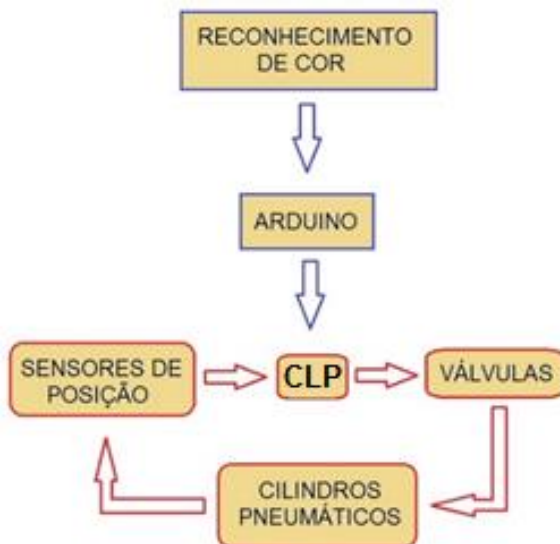 RECONHECIMENTO
DE COR
ARDUINO
SENSORES DE
POSIÇÃO
CLP
VÁLVULAS
CILINDROS
PNEUMÁTICOS